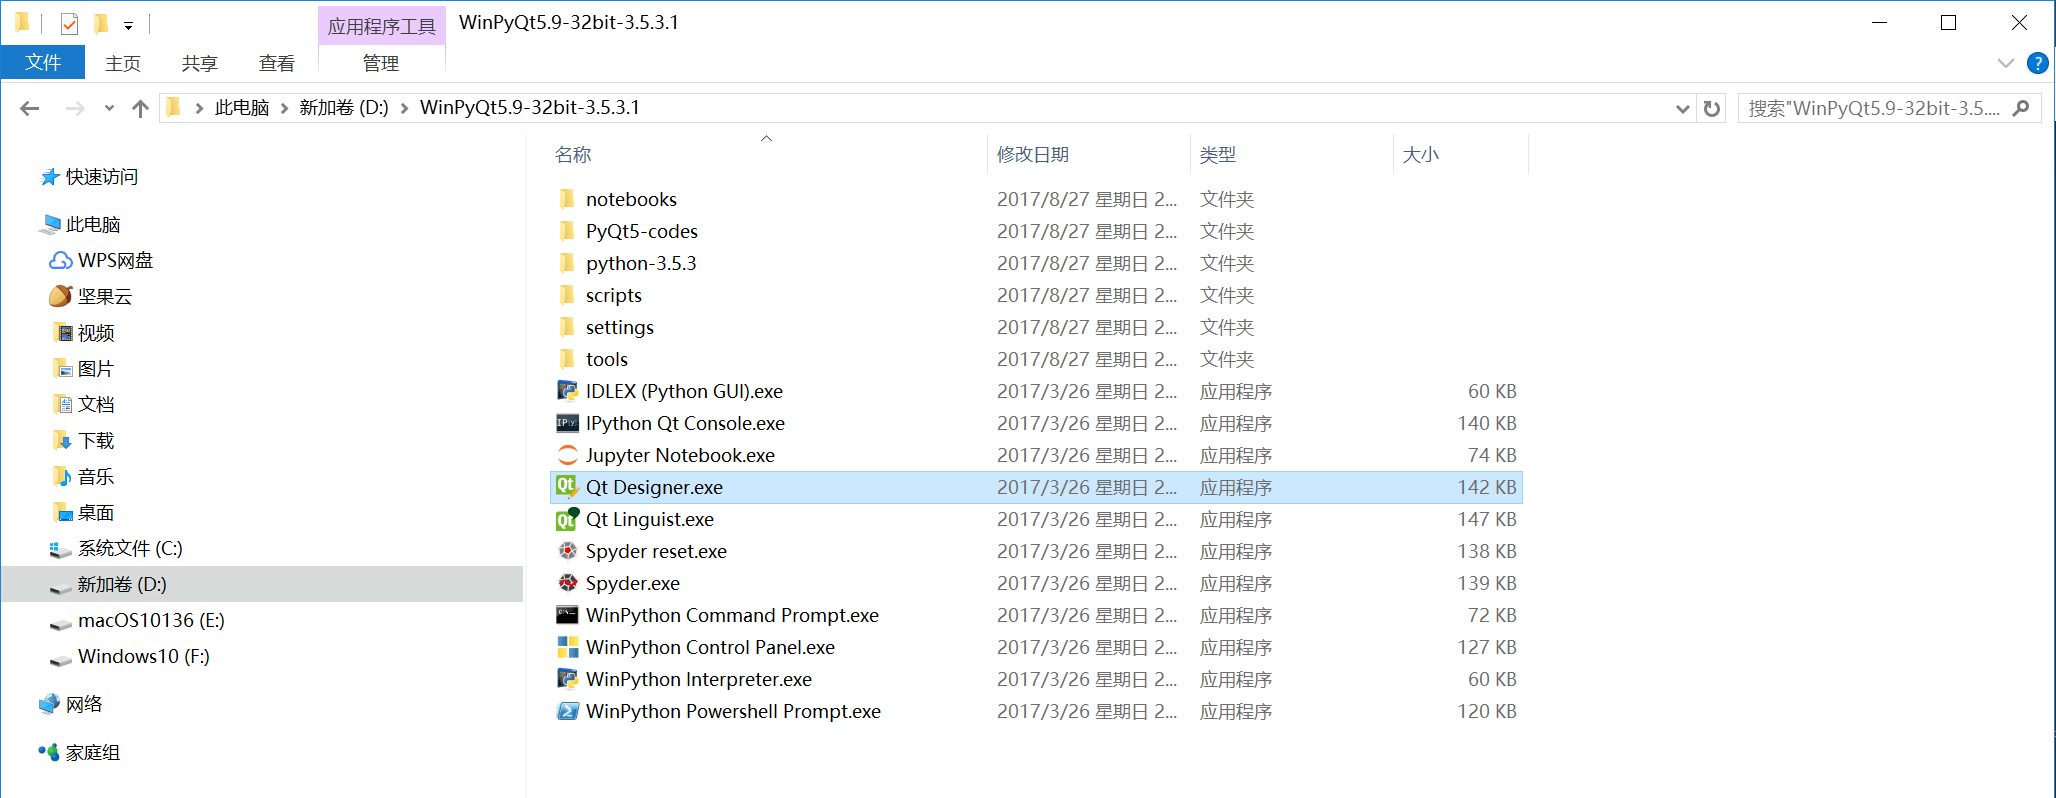 应用程序工具 WinPyQt5.9-32bit-3.5.3.1
文件 主页 共享 查看 管理
此电脑 新加卷 (D:) WinPyQt5.9-32bit-3.5.3.1 搜索"WinPyQt5.9-32bit-3.5....
快速访问
此电脑
WPS网盘
坚果云
视频
图片
文档
下载
音乐
桌面
系统文件 (C:)
新加卷 (D:)
macOS10136 (E:)
Windows10 (F:)
网络
家庭组
名称 修改日期 类型 大小
notebooks 2017/8/27 星期日 2... 文件夹
PyQt5-codes 2017/8/27 星期日 2... 文件夹
python-3.5.3 2017/8/27 星期日 2... 文件夹
scripts 2017/8/27 星期日 2... 文件夹
settings 2017/8/27 星期日 2... 文件夹
tools 2017/8/27 星期日 2... 文件夹
IDLEX (Python GUI).exe 2017/3/26 星期日 2... 应用程序 60 KB
IPython Qt Console.exe 2017/3/26 星期日 2... 应用程序 140 KB
Jupyter Notebook.exe 2017/3/26 星期日 2... 应用程序 74 KB
Qt Designer.exe 2017/3/26 星期日 2... 应用程序 142 KB
Qt Linguist.exe 2017/3/26 星期日 2... 应用程序 147 KB
Spyder reset.exe 2017/3/26 星期日 2... 应用程序 138 KB
Spyder.exe 2017/3/26 星期日 2... 应用程序 139 KB
WinPython Command Prompt.exe 2017/3/26 星期日 2... 应用程序 72 KB
WinPython Control Panel.exe 2017/3/26 星期日 2... 应用程序 127 KB
WinPython Interpreter.exe 2017/3/26 星期日 2... 应用程序 60 KB
WinPython Powershell Prompt.exe 2017/3/26 星期日 2... 应用程序 120 KB